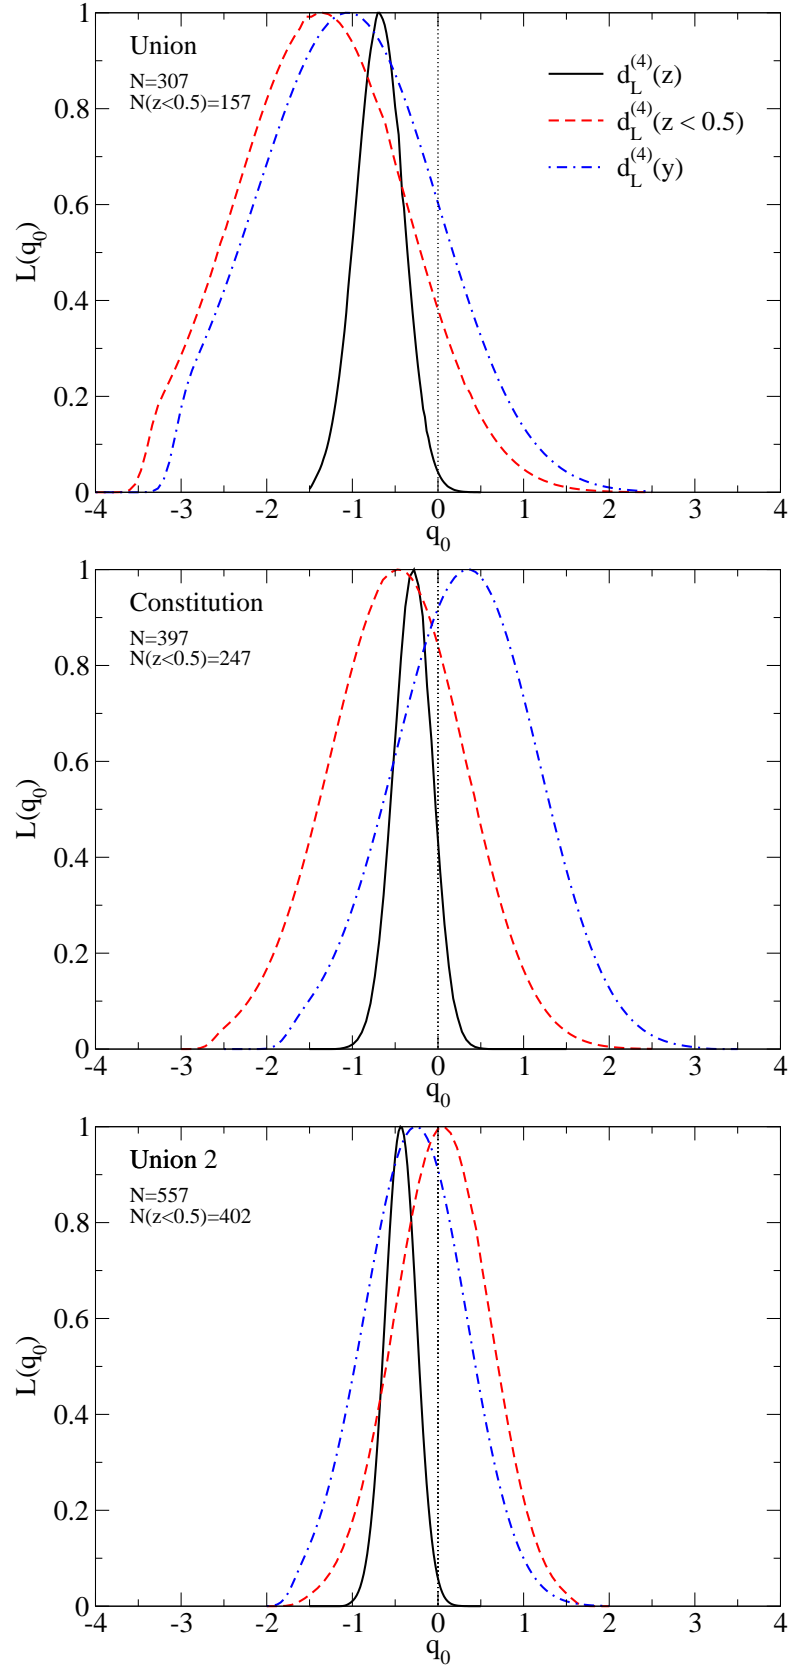 Union
N=307
N(z<0.5)=157
d_L^(4)(z)
d_L^(4)(z < 0.5)
d_L^(4)(y)
L(q_0)
1
0.8
0.6
0.4
0.2
0
-4 -3 -2 -1 0 1 2 3 4
q_0
Constitution
N=397
N(z<0.5)=247
L(q_0)
1
0.8
0.6
0.4
0.2
0
-4 -3 -2 -1 0 1 2 3 4
q_0
Union 2
N=557
N(z<0.5)=402
L(q_0)
1
0.8
0.6
0.4
0.2
0
-4 -3 -2 -1 0 1 2 3 4
q_0